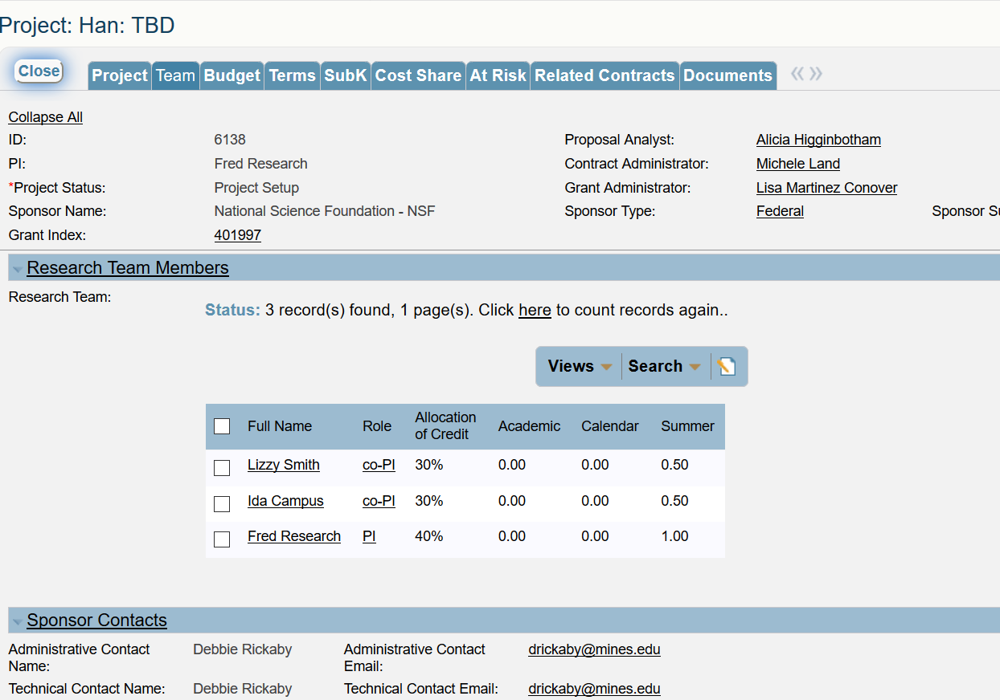 Project: Han: TBD
Close Project Team Budget Terms SubK Cost Share At Risk Related Contracts Documents
Collapse All
ID: 6138 Proposal Analyst: Alicia Higginbotham
PI: Fred Research Contract Administrator: Michele Land
*Project Status: Project Setup Grant Administrator: Lisa Martinez Conover
Sponsor Name: National Science Foundation - NSF Sponsor Type: Federal Sponsor
Grant Index: 401997
Research Team Members
Research Team:
Status: 3 record(s) found, 1 page(s). Click here to count records again..
Views Search
Full Name Role Allocation of Credit Academic Calendar Summer
Lizzy Smith co-PI 30% 0.00 0.00 0.50
Ida Campus co-PI 30% 0.00 0.00 0.50
Fred Research PI 40% 0.00 0.00 1.00
Sponsor Contacts
Administrative Contact Name: Debbie Rickaby Administrative Contact Email: drickaby@mines.edu
Technical Contact Name: Debbie Rickaby Technical Contact Email: drickaby@mines.edu